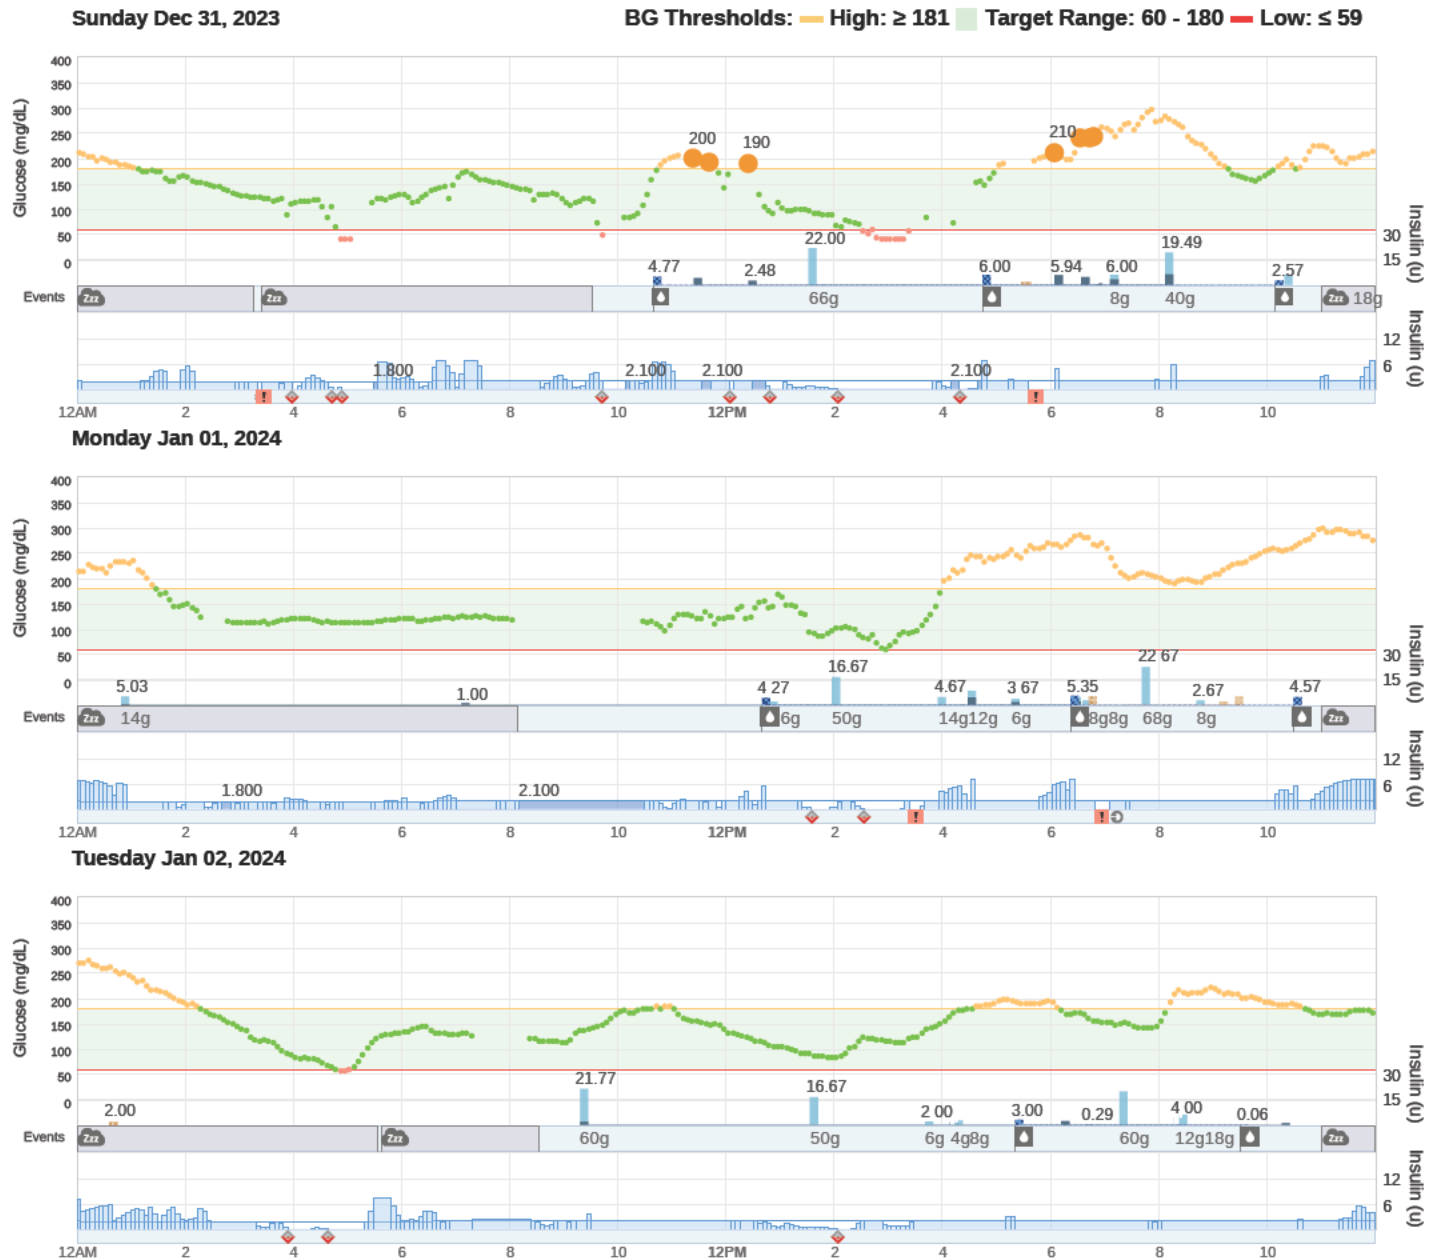 Sunday Dec 31, 2023
BG Thresholds: High: ≥ 181 Target Range: 60 - 180 Low: ≤ 59
Glucose (mg/dL)
400
350
300
250
200
150
100
50
0
200 190 210
Insulin (u)
30
15
4.77 2.48 22.00 6.00 5.94 6.00 19.49 2.57
Events Zzz Zzz 66g 8g 40g Zzz 18g
Insulin (u)
12
6
1.800 2.100 2.100 2.100
! !
12AM 2 4 6 8 10 12PM 2 4 6 8 10
Monday Jan 01, 2024
Glucose (mg/dL)
400
350
300
250
200
150
100
50
0
Insulin (u)
30
15
5.03 1.00 4 27 16.67 4.67 3 67 5.35 22 67 2.67 4.57
Events Zzz 14g 6g 50g 14g12g 6g 8g8g 68g 8g Zzz
Insulin (u)
12
6
1.800 2.100
! !
12AM 2 4 6 8 10 12PM 2 4 6 8 10
Tuesday Jan 02, 2024
Glucose (mg/dL)
400
350
300
250
200
150
100
50
0
Insulin (u)
30
15
2.00 21.77 16.67 2 00 3.00 0.29 4 00 0.06
Events Zzz Zzz 60g 50g 6g 4g8g 60g 12g18g Zzz
Insulin (u)
12
6
12AM 2 4 6 8 10 12PM 2 4 6 8 10